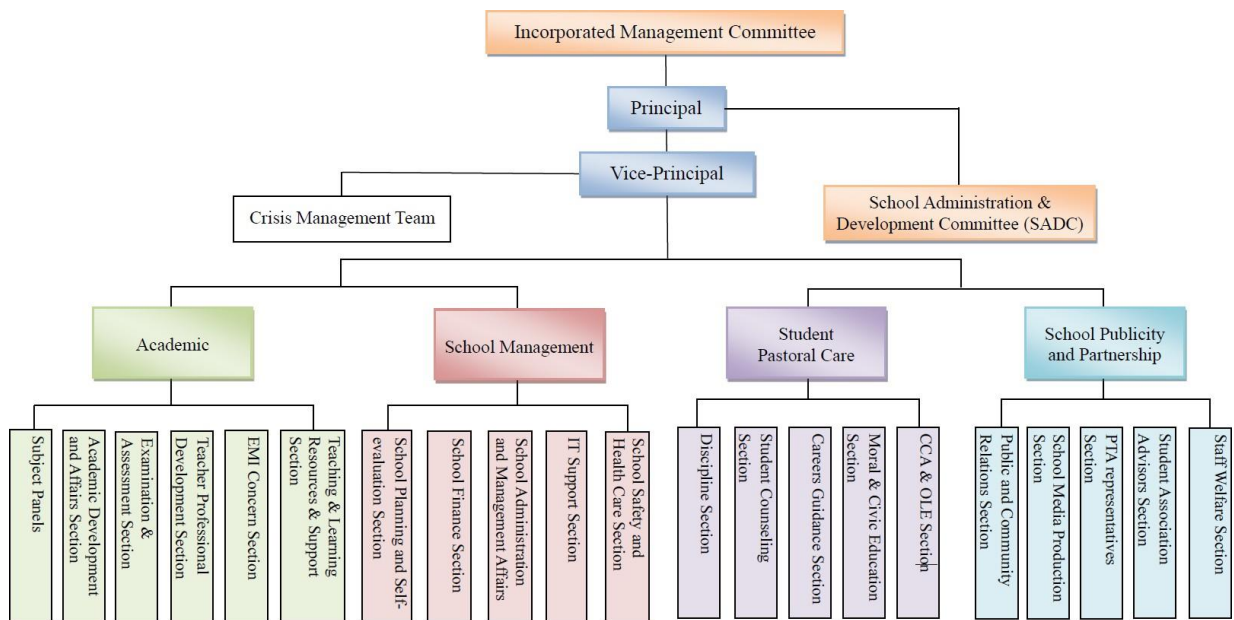 Incorporated Management Committee
Principal
Vice-Principal
Crisis Management Team
School Administration &
Development Committee (SADC)
Academic
School Management
Student
Pastoral Care
School Publicity
and Partnership
Subject Panels
Academic Development
and Affairs Section
Examination &
Assessment Section
Teacher Professional
Development Section
EMI Concern Section
Teaching & Learning
Resources & Support
Section
School Planning and Self-
evaluation Section
School Finance Section
School Administration
and Management Affairs
IT Support Section
School Safety and
Health Care Section
Discipline Section
Student Counseling
Section
Careers Guidance Section
Moral & Civic Education
Section
CCA & OLE Section
Public and Community
Relations Section
School Media Production
Section
PTA representatives
Section
Student Association
Advisors Section
Staff Welfare Section